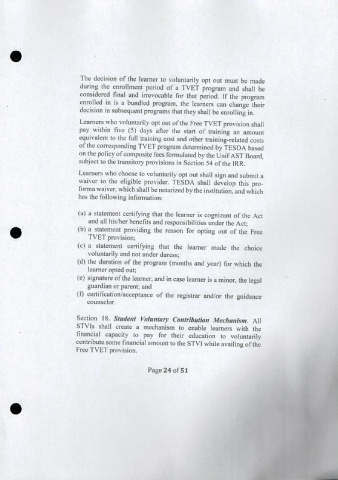 The decision of the learner to voluntarily opt out must be made
during the enrollment period of a TVET program and shall be
considered final and irrevocable for that period. If the program
enrolled in is a bundled program, the learners can change their
decision in subsequent programs that they shall be enrolling in.
Learners who voluntarily opt out of the Free TVET provision shall
pay within five (5) days after the start of training an amount
equivalent to the full training cost and other training-related costs
of the corresponding TVET program determined by TESDA based
on the policy of composite fees formulated by the UniFAST Board,
subject to the transitory provisions in Section 54 of the IRR.
Learners who choose to voluntarily opt out shall sign and submit a
waiver to the eligible provider. TESDA shall develop this pro-
forma waiver, which shall be notarized by the institution, and which
has the following information:
(a) a statement certifying that the learner is cognizant of the Act
and all his/her benefits and responsibilities under the Act;
(b) a statement providing the reason for opting out of the Free
TVET provision;
(c) a statement certifying that the learner made the choice
voluntarily and not under duress;
(d) the duration of the program (months and year) for which the
learner opted out;
(e) signature of the learner, and in case learner is a minor, the legal
guardian or parent; and
(f) certification/acceptance of the registrar and/or the guidance
counselor.
Section 18. Student Voluntary Contribution Mechanism. All
STVIs shall create a mechanism to enable learners with the
financial capacity to pay for their education to voluntarily
contribute some financial amount to the STVI while availing of the
Free TVET provision.
Page 24 of 51